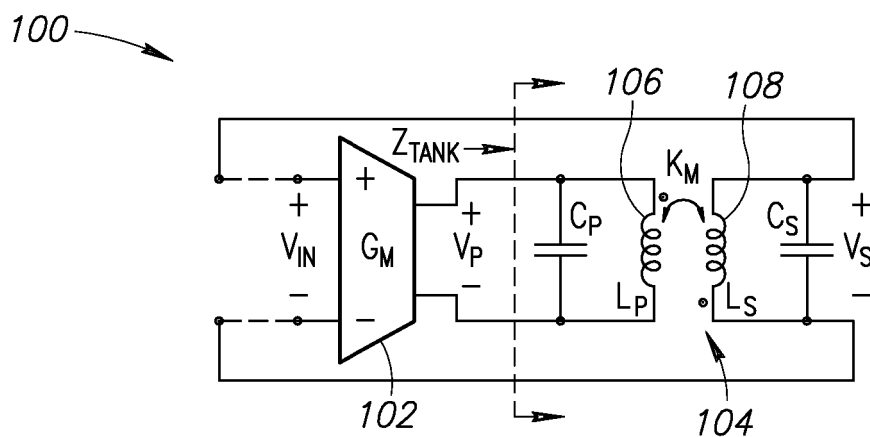 100
106
108
Z_TANK
K_M
+
+
V_IN
−
−
G_M
+
V_P
−
C_P
L_P
L_S
C_S
+
V_S
−
102
104